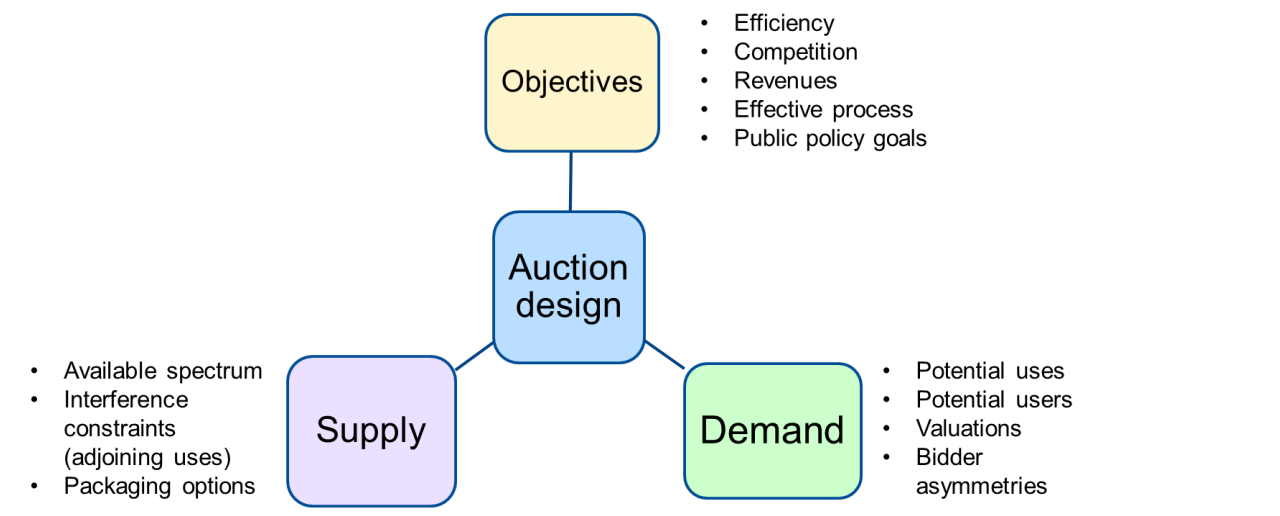 Objectives
• Efficiency
• Competition
• Revenues
• Effective process
• Public policy goals
Auction
design
• Available spectrum
• Interference
constraints
(adjoining uses)
• Packaging options
Supply
Demand
• Potential uses
• Potential users
• Valuations
• Bidder
asymmetries